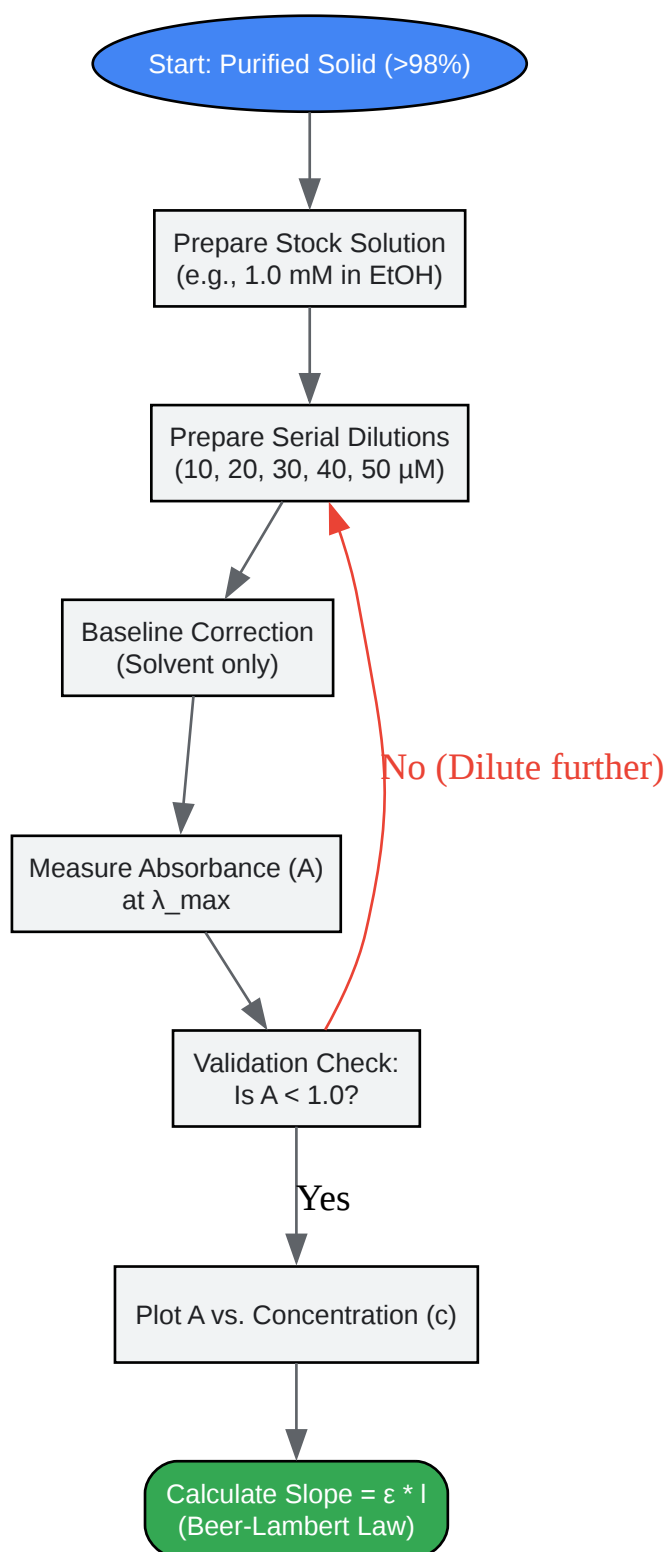 Start: Purified Solid (>98%)
Prepare Stock Solution
(e.g., 1.0 mM in EtOH)
Prepare Serial Dilutions
(10, 20, 30, 40, 50 µM)
Baseline Correction
(Solvent only)
No (Dilute further)
Measure Absorbance (A)
at λ_max
Validation Check:
Is A < 1.0?
Yes
Plot A vs. Concentration (c)
Calculate Slope = ε * l
(Beer-Lambert Law)